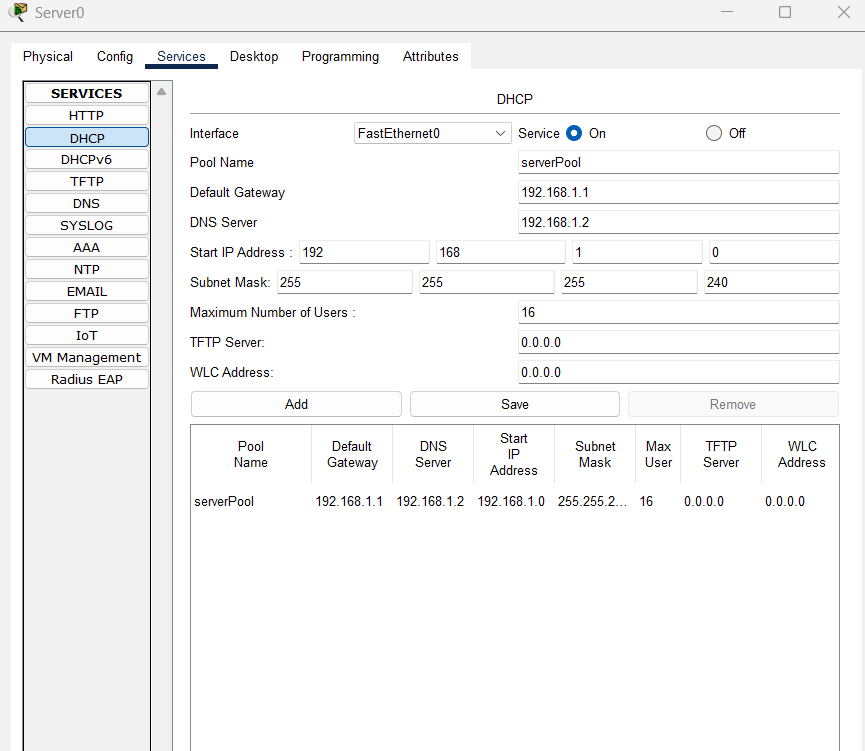 Server0
Physical Config Services Desktop Programming Attributes
SERVICES
HTTP
DHCP
DHCPv6
TFTP
DNS
SYSLOG
AAA
NTP
EMAIL
FTP
IoT
VM Management
Radius EAP
DHCP
Interface FastEthernet0 Service On Off
Pool Name serverPool
Default Gateway 192.168.1.1
DNS Server 192.168.1.2
Start IP Address : 192 168 1 0
Subnet Mask: 255 255 255 240
Maximum Number of Users : 16
TFTP Server: 0.0.0.0
WLC Address: 0.0.0.0
Add Save Remove
Pool Name Default Gateway DNS Server Start IP Address Subnet Mask Max User TFTP Server WLC Address
serverPool 192.168.1.1 192.168.1.2 192.168.1.0 255.255.2... 16 0.0.0.0 0.0.0.0